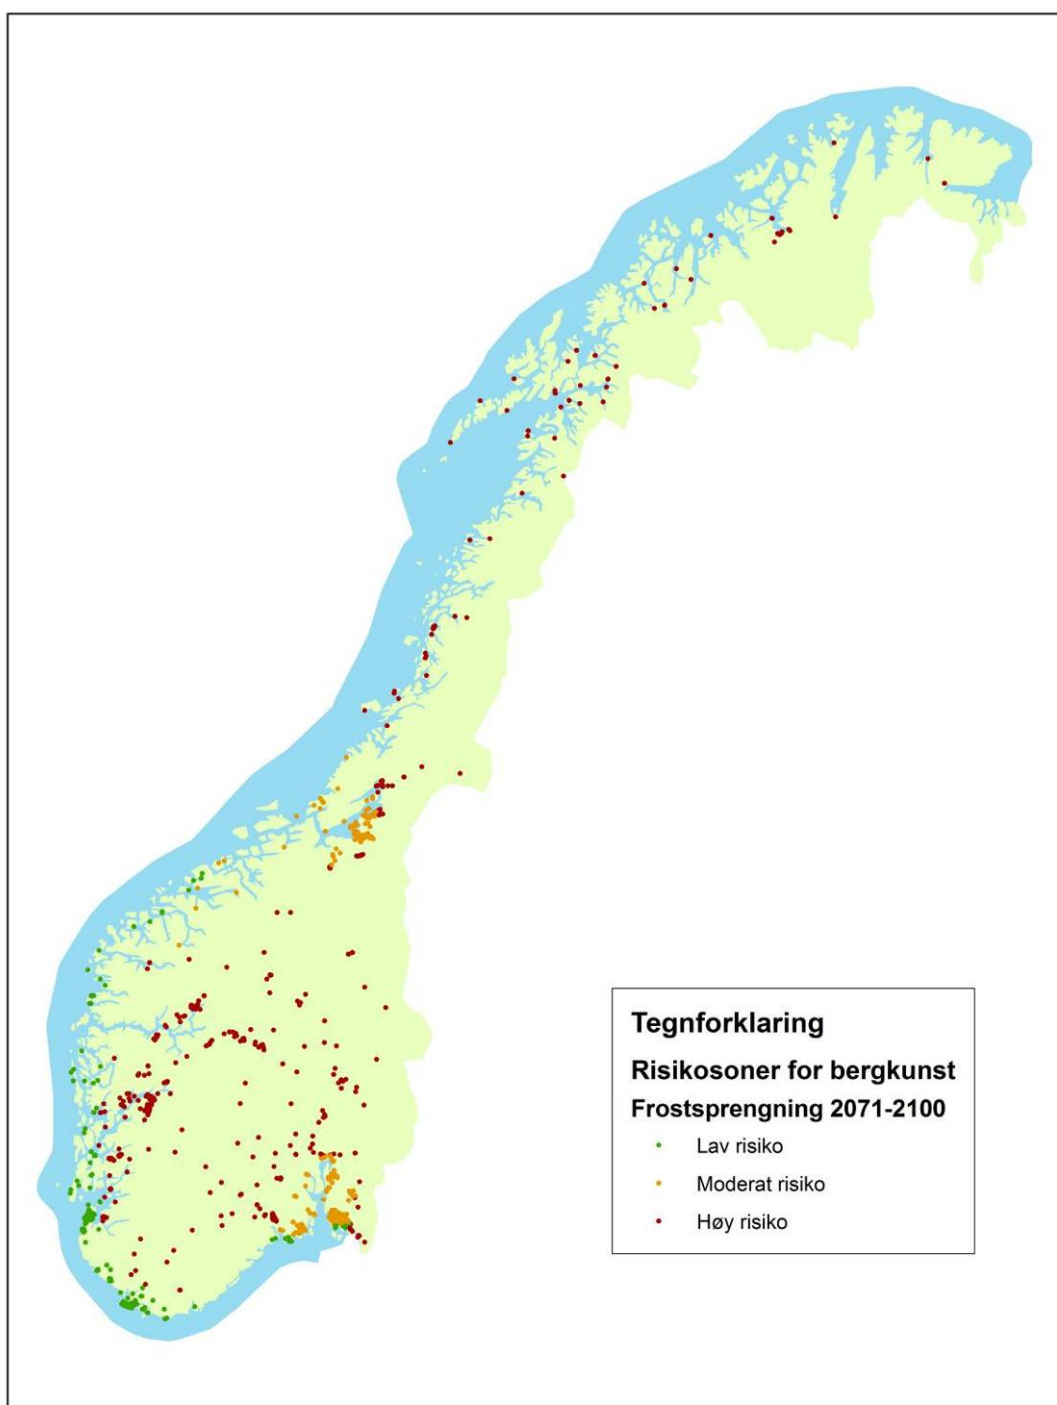 Tegnforklaring
Risikosoner for bergkunst
Frostsprengning 2071-2100
Lav risiko
Moderat risiko
Høy risiko